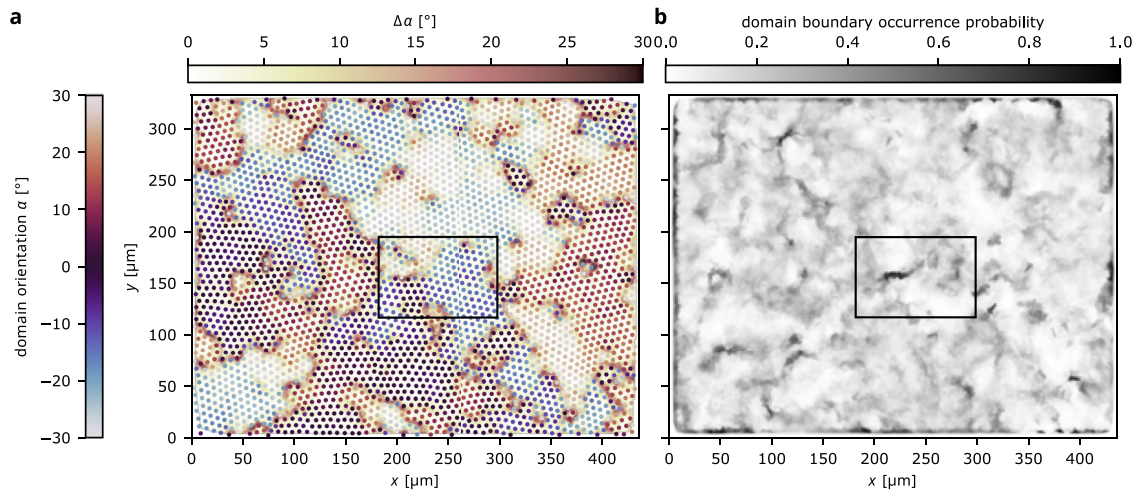 a
Δα [°]
0 5 10 15 20 25 30
b
domain boundary occurrence probability
0.0 0.2 0.4 0.6 0.8 1.0
domain orientation α [°]
30
20
10
0
−10
−20
−30
y [µm]
300
250
200
150
100
50
0
0 50 100 150 200 250 300 350 400
x [µm]
0 50 100 150 200 250 300 350 400
x [µm]